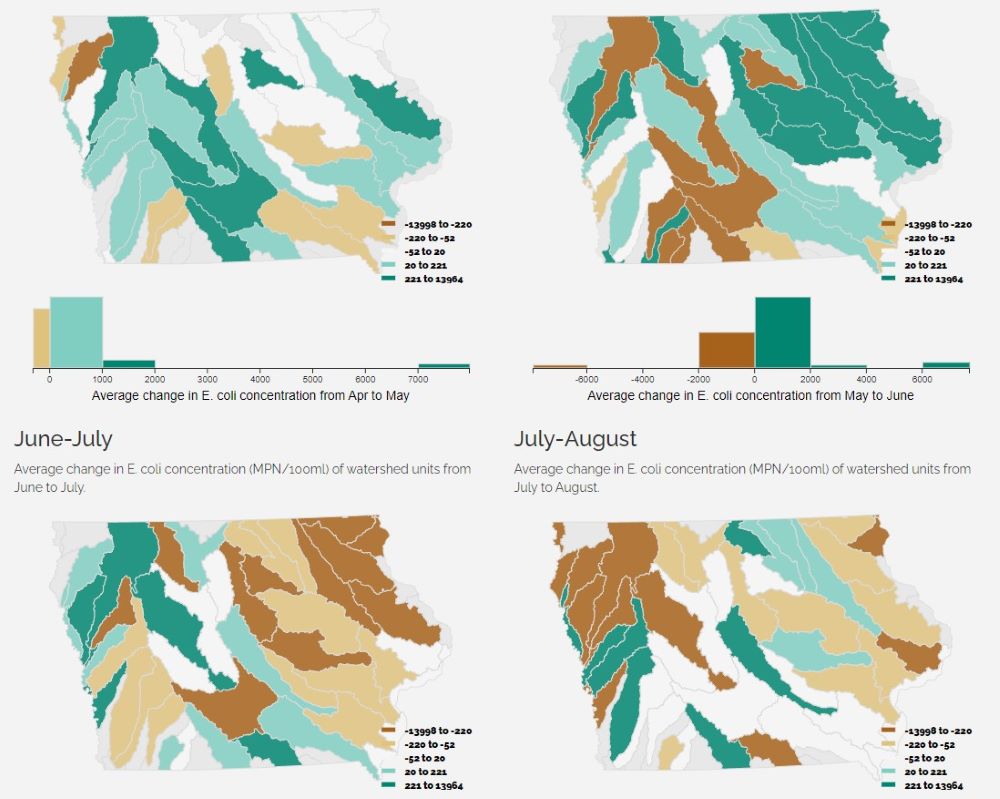 -13998 to -220
-220 to -52
-52 to 20
20 to 221
221 to 13964
-13998 to -220
-220 to -52
-52 to 20
20 to 221
221 to 13964
0 1000 2000 3000 4000 5000 6000 7000
Average change in E. coli concentration from Apr to May
-6000 -4000 -2000 0 2000 4000 6000
Average change in E. coli concentration from May to June
June-July
Average change in E. coli concentration (MPN/100ml) of watershed units from
June to July.
July-August
Average change in E. coli concentration (MPN/100ml) of watershed units from
July to August.
-13998 to -220
-220 to -52
-52 to 20
20 to 221
221 to 13964
-13998 to -220
-220 to -52
-52 to 20
20 to 221
221 to 13964